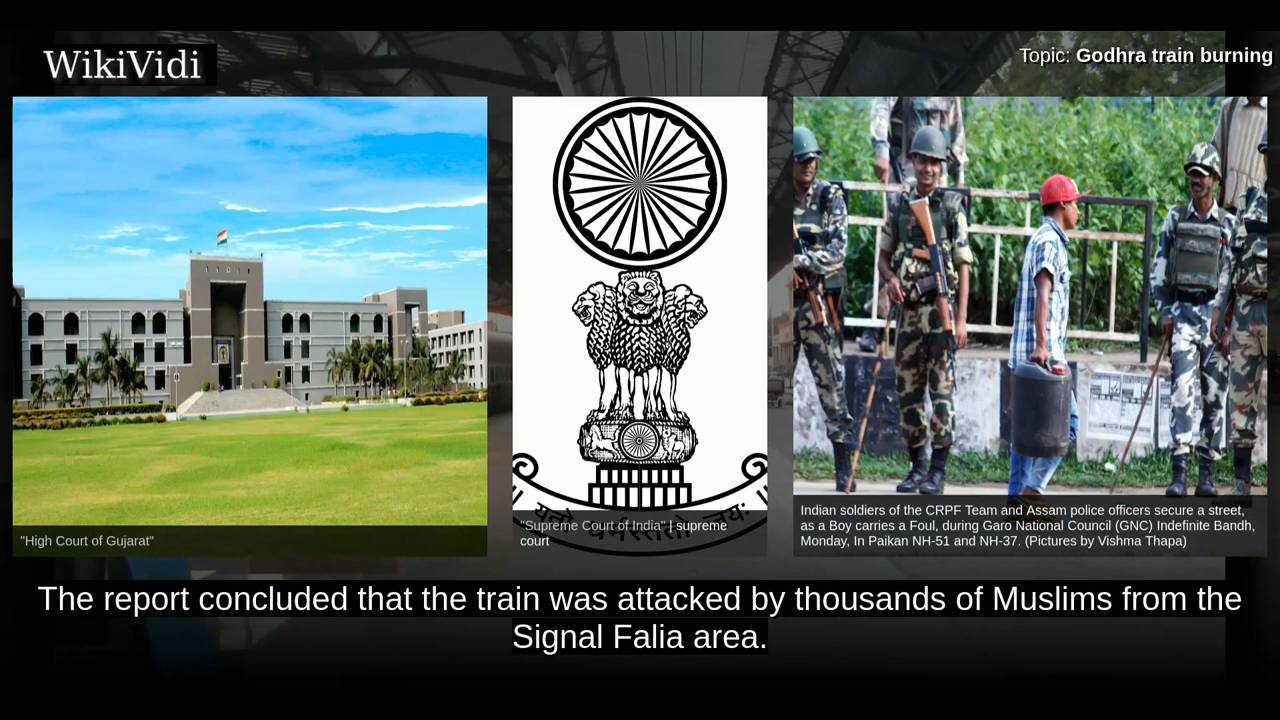 WikiVidi
Topic: Godhra train burning
"High Court of Gujarat"
"Supreme Court of India" | supreme
court
Indian soldiers of the CRPF Team and Assam police officers secure a street,
as a Boy carries a Foul, during Garo National Council (GNC) Indefinite Bandh,
Monday, In Paikan NH-51 and NH-37. (Pictures by Vishma Thapa)
The report concluded that the train was attacked by thousands of Muslims from the
Signal Falia area.